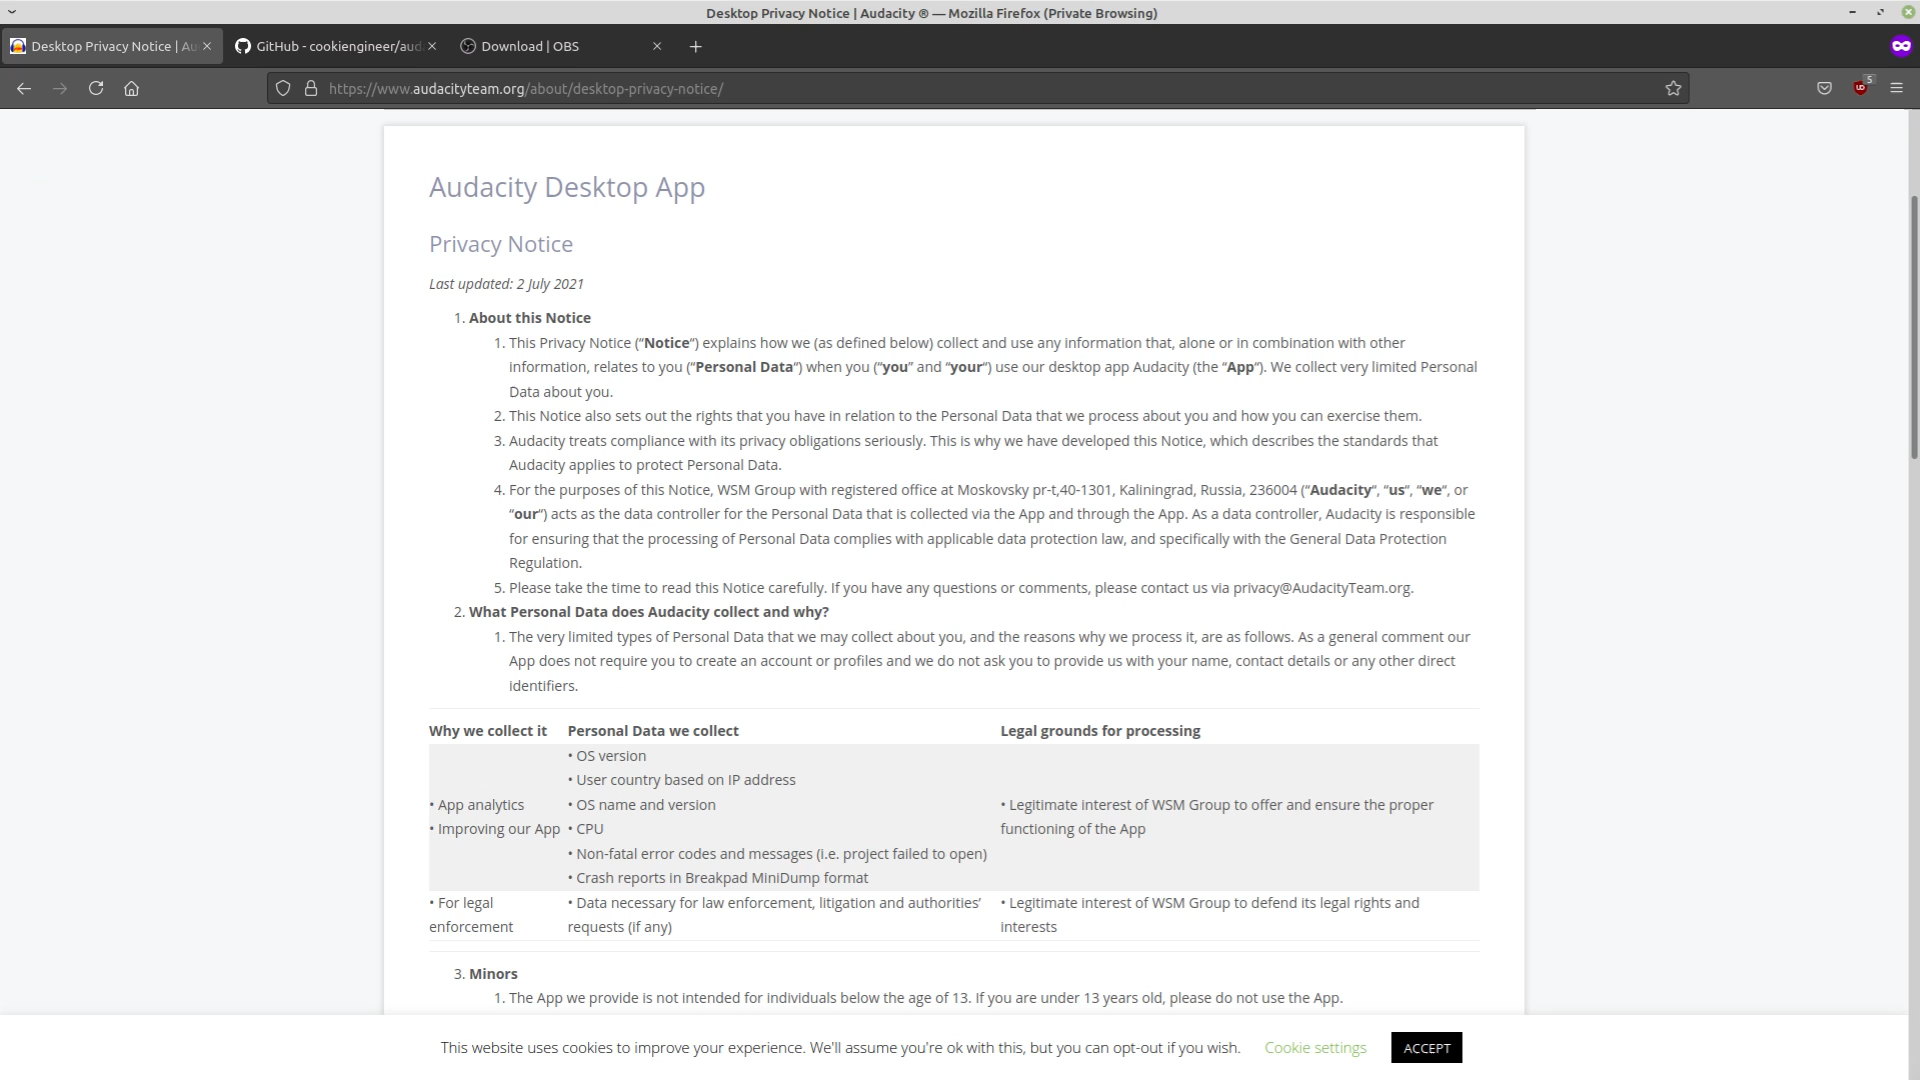 Desktop Privacy Notice | Audacity ® — Mozilla Firefox (Private Browsing)
Desktop Privacy Notice | Au
GitHub - cookiengineer/aud
Download | OBS
https://www.audacityteam.org/about/desktop-privacy-notice/
5
Audacity Desktop App
Privacy Notice
Last updated: 2 July 2021
1. About this Notice
1. This Privacy Notice (“Notice“) explains how we (as defined below) collect and use any information that, alone or in combination with other
information, relates to you (“Personal Data“) when you (“you” and “your“) use our desktop app Audacity (the “App“). We collect very limited Personal
Data about you.
2. This Notice also sets out the rights that you have in relation to the Personal Data that we process about you and how you can exercise them.
3. Audacity treats compliance with its privacy obligations seriously. This is why we have developed this Notice, which describes the standards that
Audacity applies to protect Personal Data.
4. For the purposes of this Notice, WSM Group with registered office at Moskovsky pr-t,40-1301, Kaliningrad, Russia, 236004 (“Audacity“, “us“, “we“, or
“our“) acts as the data controller for the Personal Data that is collected via the App and through the App. As a data controller, Audacity is responsible
for ensuring that the processing of Personal Data complies with applicable data protection law, and specifically with the General Data Protection
Regulation.
5. Please take the time to read this Notice carefully. If you have any questions or comments, please contact us via privacy@AudacityTeam.org.
2. What Personal Data does Audacity collect and why?
1. The very limited types of Personal Data that we may collect about you, and the reasons why we process it, are as follows. As a general comment our
App does not require you to create an account or profiles and we do not ask you to provide us with your name, contact details or any other direct
identifiers.
Why we collect it
Personal Data we collect
Legal grounds for processing
• App analytics
• Improving our App
• OS version
• User country based on IP address
• OS name and version
• CPU
• Non-fatal error codes and messages (i.e. project failed to open)
• Crash reports in Breakpad MiniDump format
• Legitimate interest of WSM Group to offer and ensure the proper
functioning of the App
• For legal
enforcement
• Data necessary for law enforcement, litigation and authorities’
requests (if any)
• Legitimate interest of WSM Group to defend its legal rights and
interests
3. Minors
1. The App we provide is not intended for individuals below the age of 13. If you are under 13 years old, please do not use the App.
This website uses cookies to improve your experience. We'll assume you're ok with this, but you can opt-out if you wish.
Cookie settings
ACCEPT